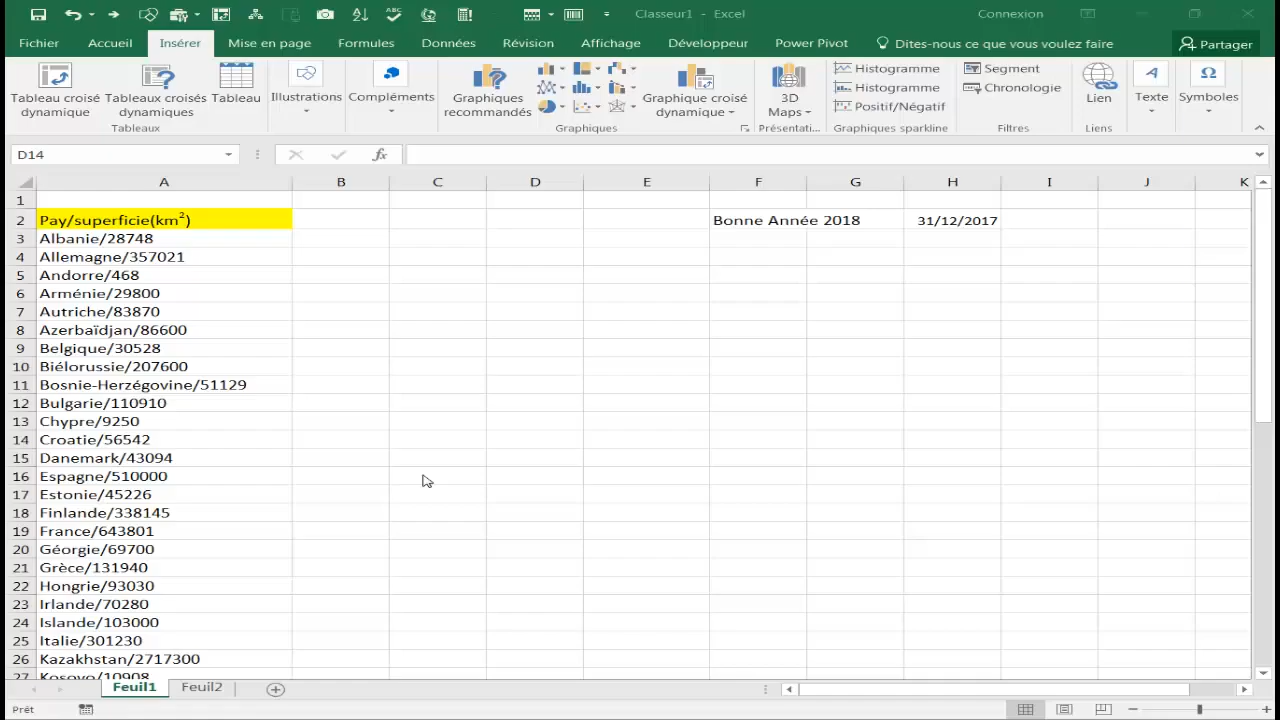 Classeur1 - Excel
Connexion
Fichier Accueil Insérer Mise en page Formules Données Révision Affichage Développeur Power Pivot Dites-nous ce que vous voulez faire Partager
Tableau croisé dynamique
Tableaux croisés dynamiques
Tableau
Tableaux
Illustrations
Compléments
Graphiques recommandés
Graphique croisé dynamique
Graphiques
3D Maps
Présentati...
Histogramme
Histogramme
Positif/Négatif
Graphiques sparkline
Segment
Chronologie
Filtres
Lien
Liens
Texte
Symboles
D14 fx
A B C D E F G H I J K
1
2 Pay/superficie(km²) Bonne Année 2018 31/12/2017
3 Albanie/28748
4 Allemagne/357021
5 Andorre/468
6 Arménie/29800
7 Autriche/83870
8 Azerbaïdjan/86600
9 Belgique/30528
10 Biélorussie/207600
11 Bosnie-Herzégovine/51129
12 Bulgarie/110910
13 Chypre/9250
14 Croatie/56542
15 Danemark/43094
16 Espagne/510000
17 Estonie/45226
18 Finlande/338145
19 France/643801
20 Géorgie/69700
21 Grèce/131940
22 Hongrie/93030
23 Irlande/70280
24 Islande/103000
25 Italie/301230
26 Kazakhstan/2717300
27 Kosovo/10908
Feuil1 Feuil2
Prêt